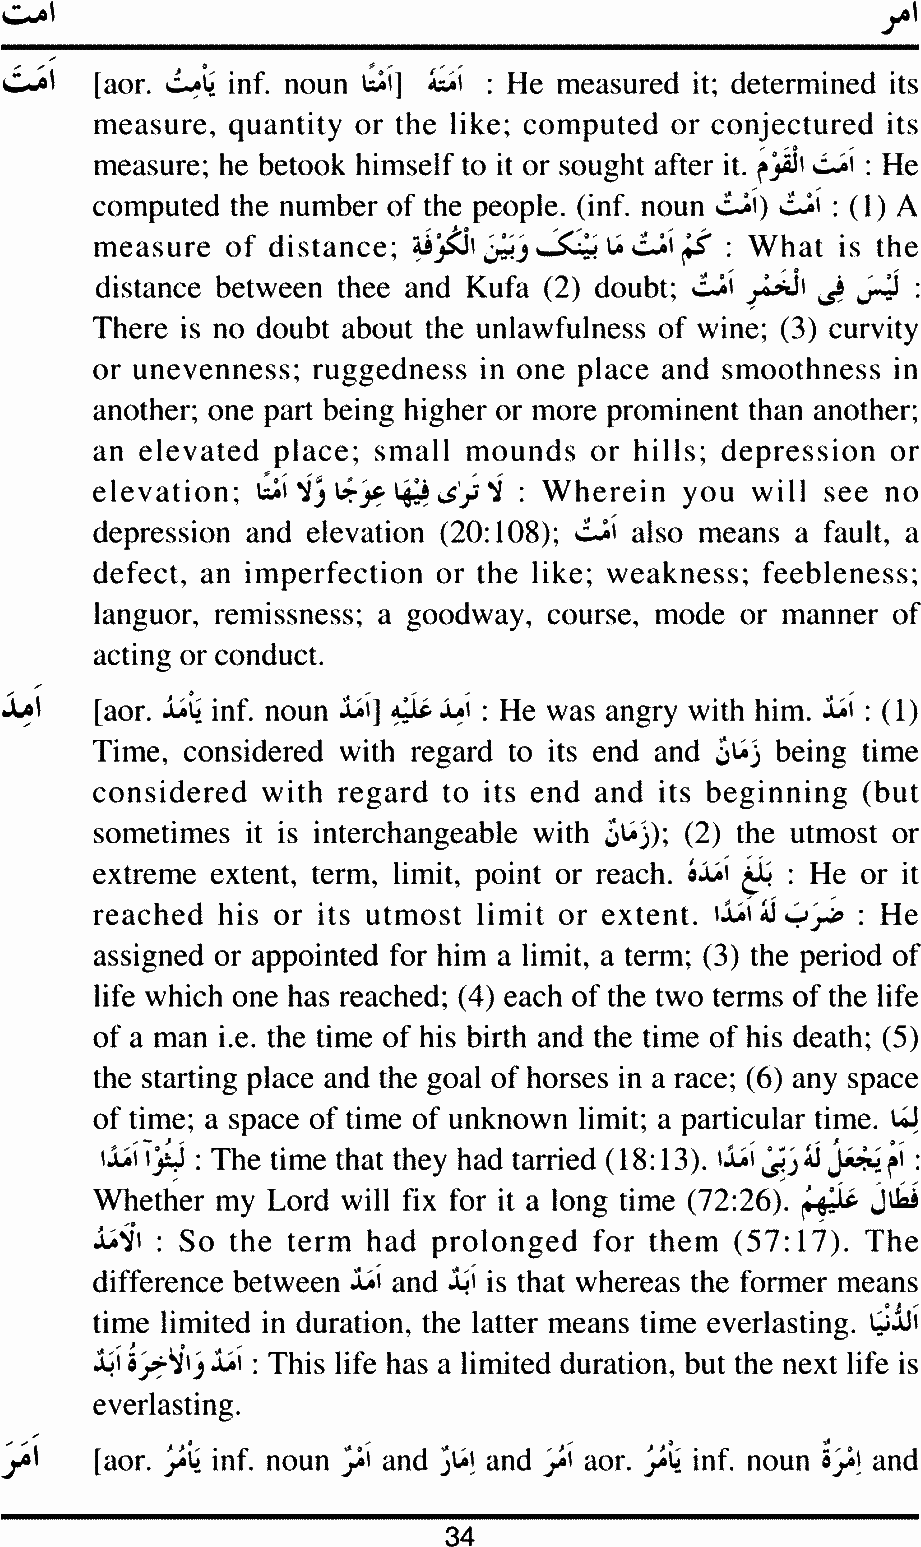 امت امر
اَمَتَ [aor. يَأْمِتُ inf. noun اَمْتًا] اَمَتَهُ : He measured it; determined its
measure, quantity or the like; computed or conjectured its
measure; he betook himself to it or sought after it. اَمَتَ الْقَوْمَ : He
computed the number of the people. (inf. noun اَمْتٌ) اَمْتٌ : (1) A
measure of distance; كَمْ اَمْتٌ مَا بَيْنَكَ وَبَيْنَ الْكُوْفَةِ : What is the
distance between thee and Kufa (2) doubt; لَيْسَ فِى الْخَمْرِ اَمْتٌ :
There is no doubt about the unlawfulness of wine; (3) curvity
or unevenness; ruggedness in one place and smoothness in
another; one part being higher or more prominent than another;
an elevated place; small mounds or hills; depression or
elevation; لَا تَرٰى فِيْهَا عِوَجًا وَّلَا اَمْتًا : Wherein you will see no
depression and elevation (20:108); اَمْتٌ also means a fault, a
defect, an imperfection or the like; weakness; feebleness;
languor, remissness; a goodway, course, mode or manner of
acting or conduct.
اَمِدَ [aor. يَأْمَدُ inf. noun اَمَدٌ] اَمِدَ عَلَيْهِ : He was angry with him. اَمَدٌ : (1)
Time, considered with regard to its end and زَمَانٌ being time
considered with regard to its end and its beginning (but
sometimes it is interchangeable with زَمَانٌ); (2) the utmost or
extreme extent, term, limit, point or reach. بَلَغَ اَمَدَهُ : He or it
reached his or its utmost limit or extent. ضَرَبَ لَهُ اَمَدًا : He
assigned or appointed for him a limit, a term; (3) the period of
life which one has reached; (4) each of the two terms of the life
of a man i.e. the time of his birth and the time of his death; (5)
the starting place and the goal of horses in a race; (6) any space
of time; a space of time of unknown limit; a particular time. لِمَا
لَبِثُوْآ اَمَدًا : The time that they had tarried (18:13). اَمْ يَجْعَلُ لَهُ رَبِّىْ اَمَدًا :
Whether my Lord will fix for it a long time (72:26). فَطَالَ عَلَيْهِمُ
الْاَمَدُ : So the term had prolonged for them (57:17). The
difference between اَمَدٌ and اَبَدٌ is that whereas the former means
time limited in duration, the latter means time everlasting. اَلدُّنْيَا
اَمَدٌ وَالْاٰخِرَةُ اَبَدٌ : This life has a limited duration, but the next life is
everlasting.
اَمَرَ [aor. يَأْمُرُ inf. noun اَمْرٌ and اِمَارٌ and اَمَرَ aor. يَأْمُرُ inf. noun اِمْرَةٌ and
34